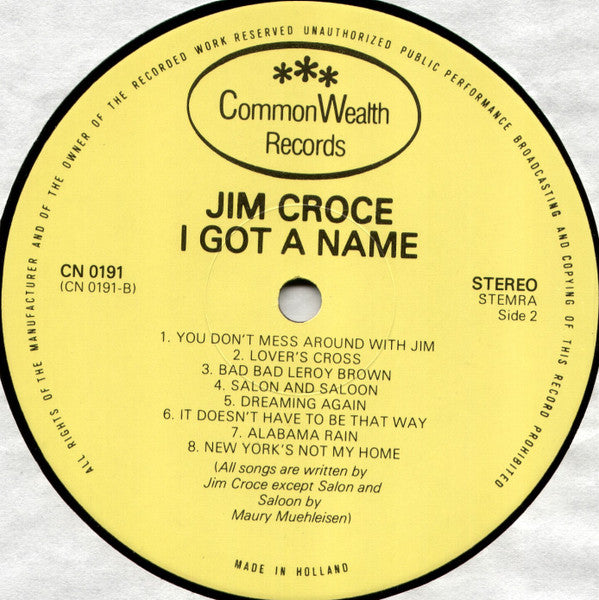 ALL RIGHTS OF THE MANUFACTURER AND OF THE OWNER OF THE RECORDED WORK RESERVED UNAUTHORIZED PUBLIC PERFORMANCE BROADCASTING AND COPYING OF THIS RECORD PROHIBITED
***
CommonWealth
Records
JIM CROCE
I GOT A NAME
CN 0191
(CN 0191-B)
STEREO
STEMRA
Side 2
1. YOU DON'T MESS AROUND WITH JIM
2. LOVER'S CROSS
3. BAD BAD LEROY BROWN
4. SALON AND SALOON
5. DREAMING AGAIN
6. IT DOESN'T HAVE TO BE THAT WAY
7. ALABAMA RAIN
8. NEW YORK'S NOT MY HOME
(All songs are written by
Jim Croce except Salon and
Saloon by
Maury Muehleisen)
MADE IN HOLLAND